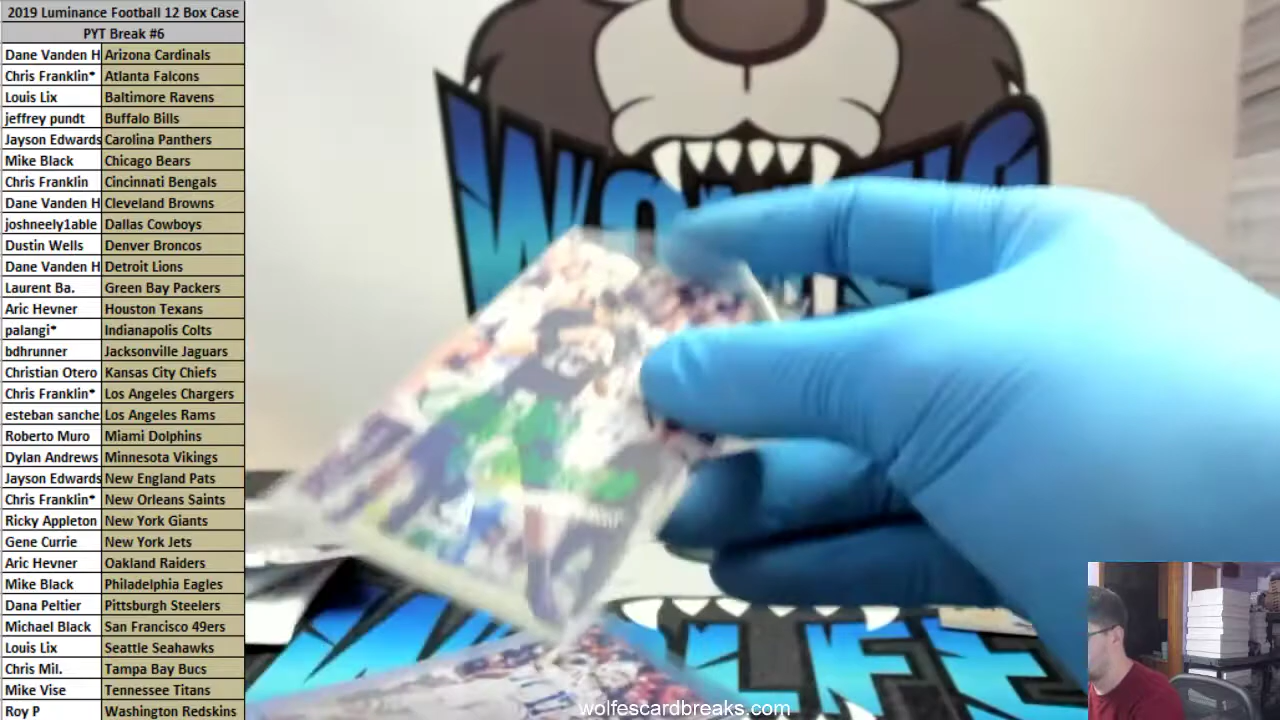 2019 Luminance Football 12 Box Case
PYT Break #6
Dane Vanden H Arizona Cardinals
Chris Franklin* Atlanta Falcons
Louis Lix Baltimore Ravens
jeffrey pundt Buffalo Bills
Jayson Edwards Carolina Panthers
Mike Black Chicago Bears
Chris Franklin Cincinnati Bengals
Dane Vanden H Cleveland Browns
joshneely1able Dallas Cowboys
Dustin Wells Denver Broncos
Dane Vanden H Detroit Lions
Laurent Ba. Green Bay Packers
Aric Hevner Houston Texans
palangi* Indianapolis Colts
bdhrunner Jacksonville Jaguars
Christian Otero Kansas City Chiefs
Chris Franklin* Los Angeles Chargers
esteban sanche Los Angeles Rams
Roberto Muro Miami Dolphins
Dylan Andrews Minnesota Vikings
Jayson Edwards New England Pats
Chris Franklin* New Orleans Saints
Ricky Appleton New York Giants
Gene Currie New York Jets
Aric Hevner Oakland Raiders
Mike Black Philadelphia Eagles
Dana Peltier Pittsburgh Steelers
Michael Black San Francisco 49ers
Louis Lix Seattle Seahawks
Chris Mil. Tampa Bay Bucs
Mike Vise Tennessee Titans
Roy P Washington Redskins
wolfescardbreaks.com